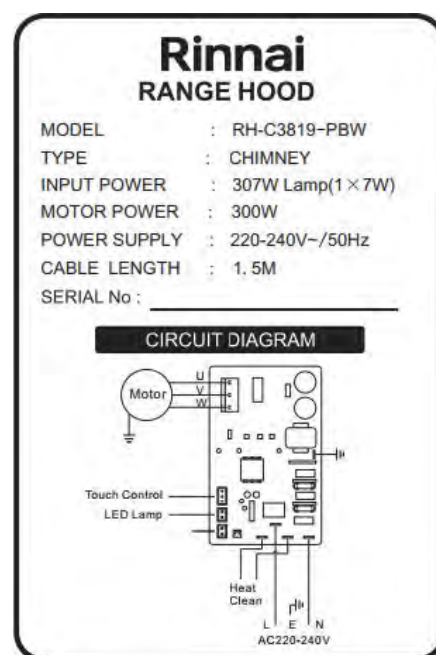 Rinnai
RANGE HOOD
MODEL : RH-C3819-PBW
TYPE : CHIMNEY
INPUT POWER : 307W Lamp(1×7W)
MOTOR POWER : 300W
POWER SUPPLY : 220-240V~/50Hz
CABLE LENGTH : 1.5M
SERIAL No :
CIRCUIT DIAGRAM
U
Motor V
W
Touch Control
LED Lamp
Heat
Clean
L E N
AC220-240V